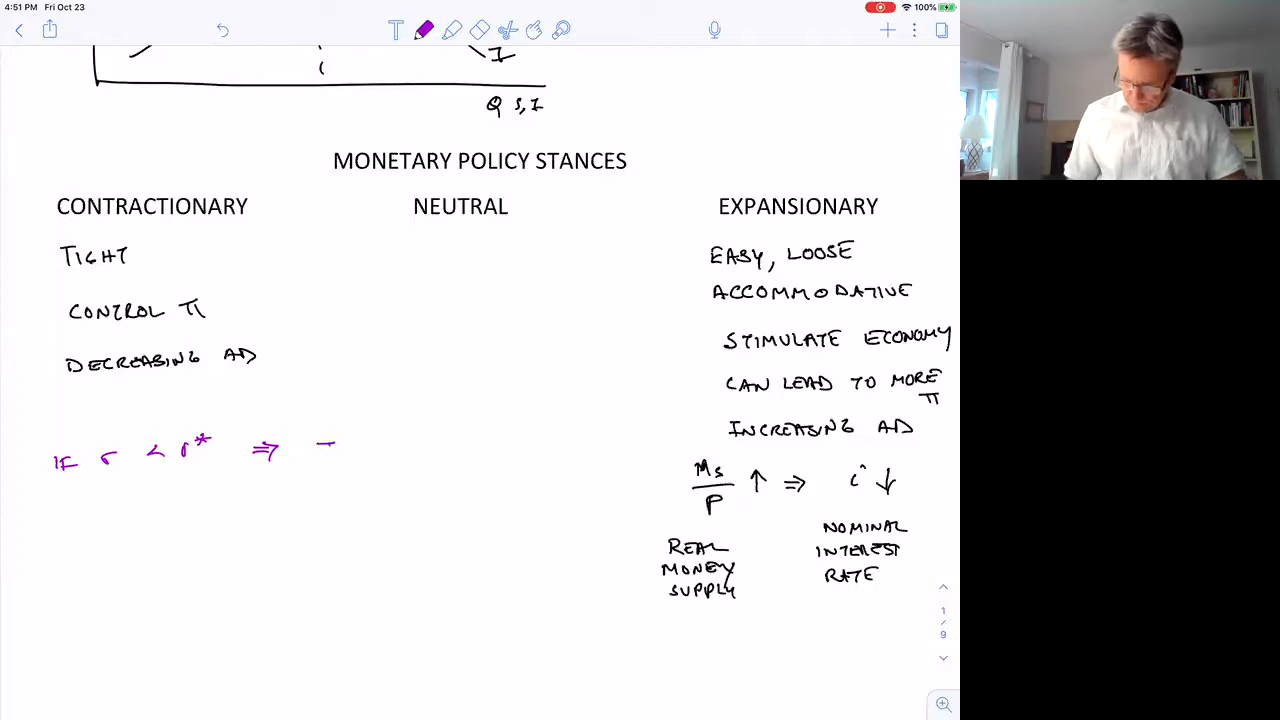 4:51 PM Fri Oct 23
100%
T
I
Q S, I
MONETARY POLICY STANCES
CONTRACTIONARY
NEUTRAL
EXPANSIONARY
TIGHT
CONTROL π
DECREASING AD
IF r < r* ⇒
EASY, LOOSE
ACCOMMODATIVE
STIMULATE ECONOMY
CAN LEAD TO MORE
π
INCREASING AD
Ms
P
↑ ⇒ i ↓
REAL
MONEY
SUPPLY
NOMINAL
INTEREST
RATE
1
/
9